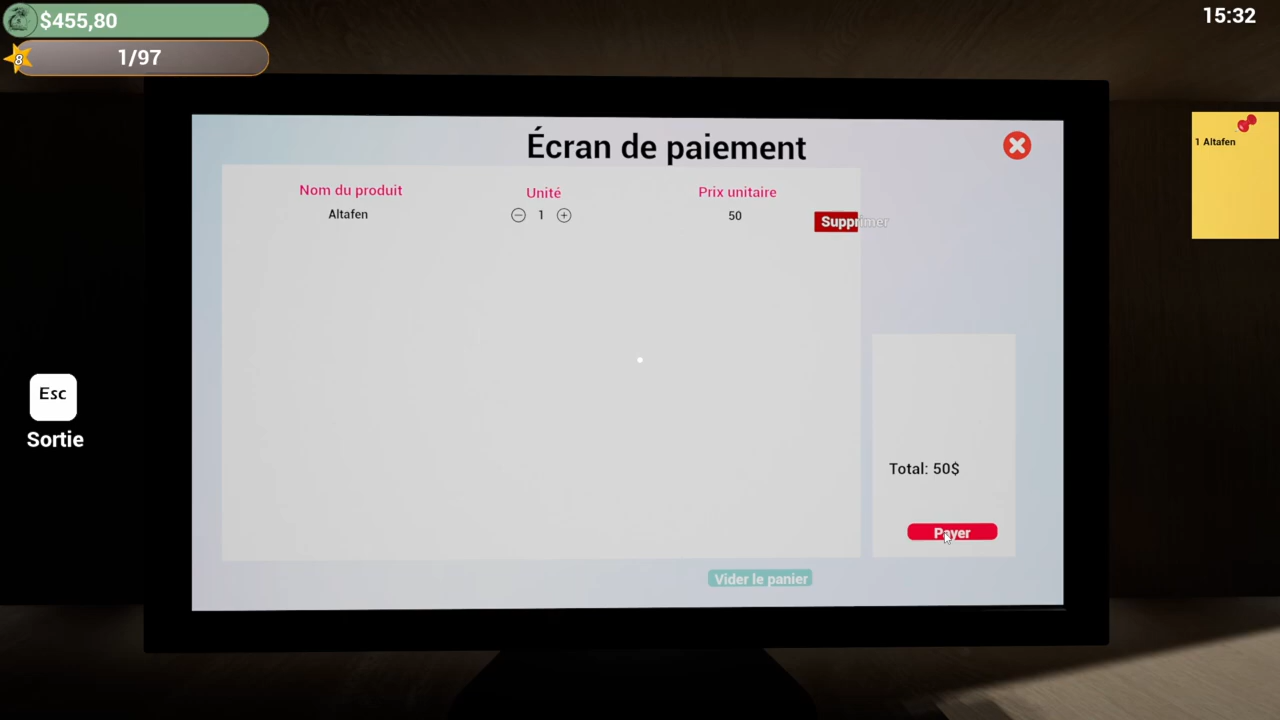 $455,80
15:32
8
1/97
Écran de paiement
1 Altafen
Nom du produit
Unité
Prix unitaire
Altafen
1
50
Supprimer
Esc
Sortie
Total: 50$
Payer
Vider le panier